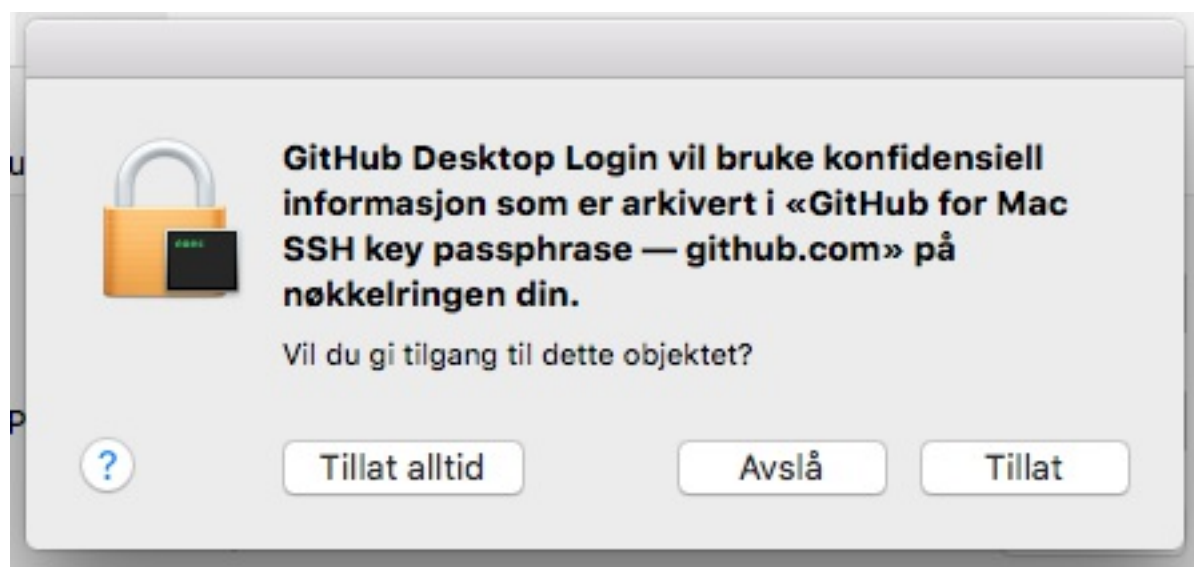 GitHub Desktop Login vil bruke konfidensiell
informasjon som er arkivert i «GitHub for Mac
SSH key passphrase — github.com» på
nøkkelringen din.
Vil du gi tilgang til dette objektet?
?
Tillat alltid
Avslå
Tillat